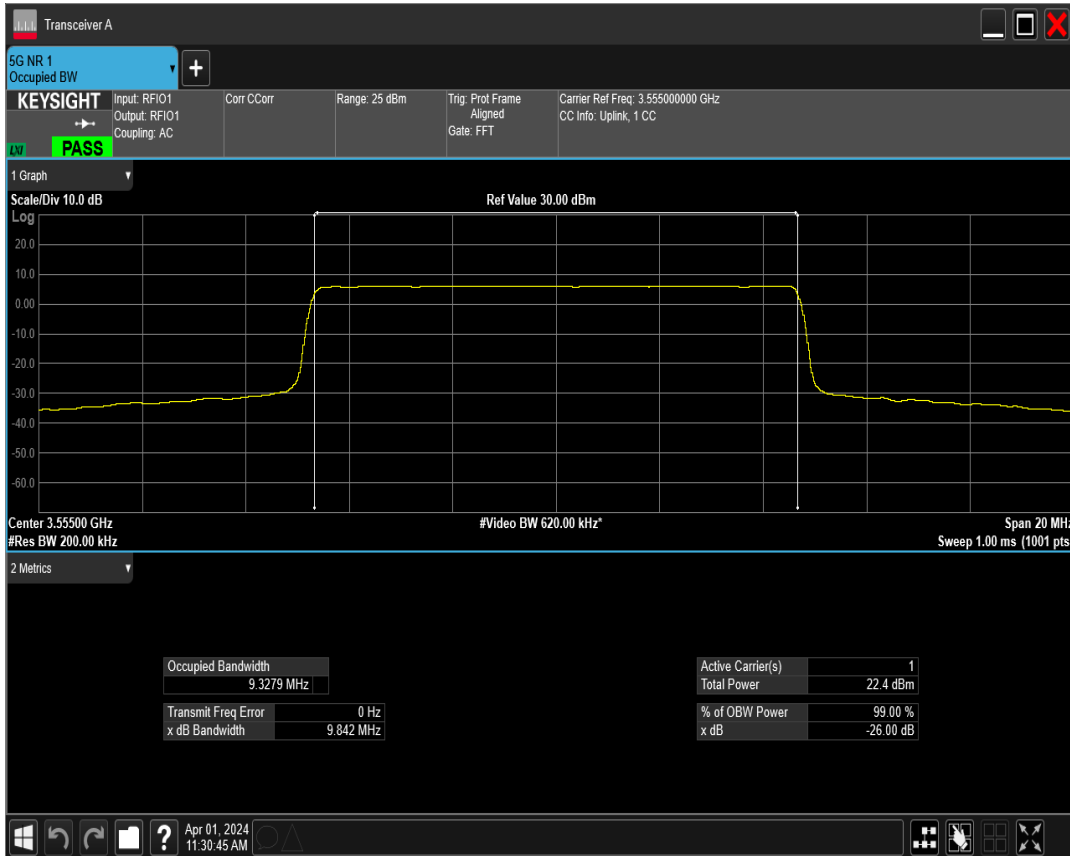 Transceiver A
5G NR 1
Occupied BW
+
KEYSIGHT
LXI
PASS
Input: RFIO1
Output: RFIO1
Coupling: AC
Corr CCorr
Range: 25 dBm
Trig: Prot Frame
Aligned
Gate: FFT
Carrier Ref Freq: 3.555000000 GHz
CC Info: Uplink, 1 CC
1 Graph
Scale/Div 10.0 dB
Ref Value 30.00 dBm
Log
20.0
10.0
0.00
-10.0
-20.0
-30.0
-40.0
-50.0
-60.0
Center 3.55500 GHz
#Video BW 620.00 kHz*
Span 20 MHz
#Res BW 200.00 kHz
Sweep 1.00 ms (1001 pts
2 Metrics
Occupied Bandwidth
9.3279 MHz
Transmit Freq Error 0 Hz
x dB Bandwidth 9.842 MHz
Active Carrier(s) 1
Total Power 22.4 dBm
% of OBW Power 99.00 %
x dB -26.00 dB
?
Apr 01, 2024
11:30:45 AM